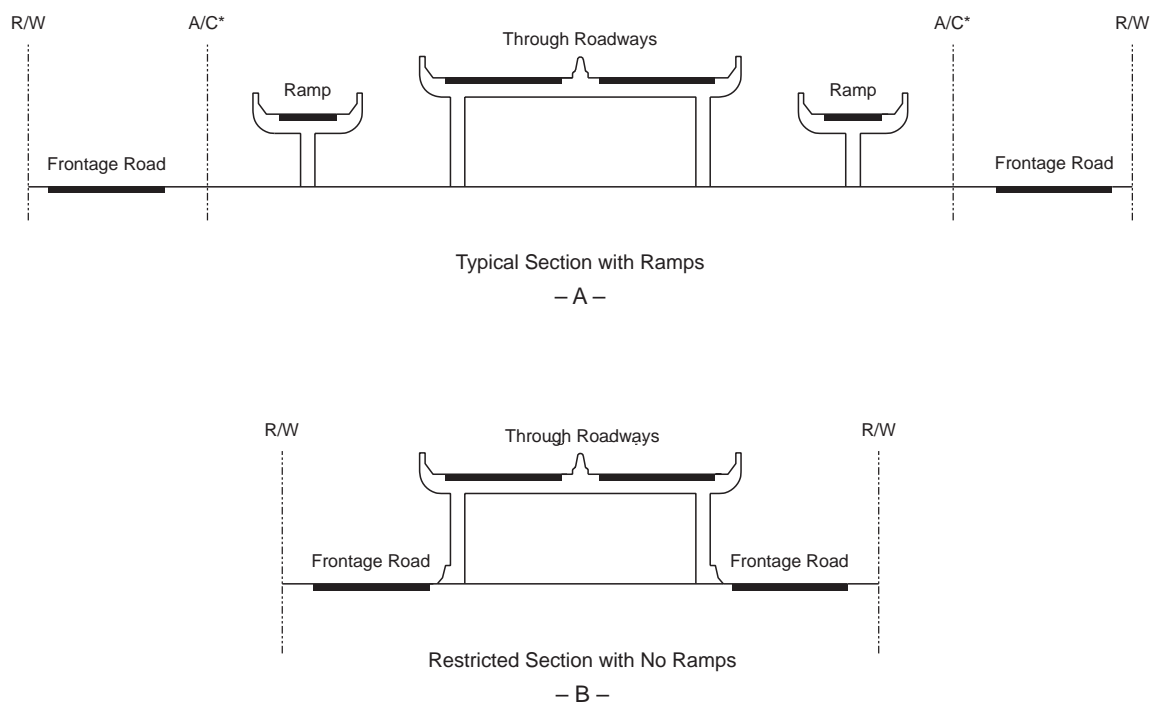 R/W
A/C*
Through Roadways
A/C*
R/W
Ramp
Ramp
Frontage Road
Frontage Road
Typical Section with Ramps
– A –
R/W
Through Roadways
R/W
Frontage Road
Frontage Road
Restricted Section with No Ramps
– B –